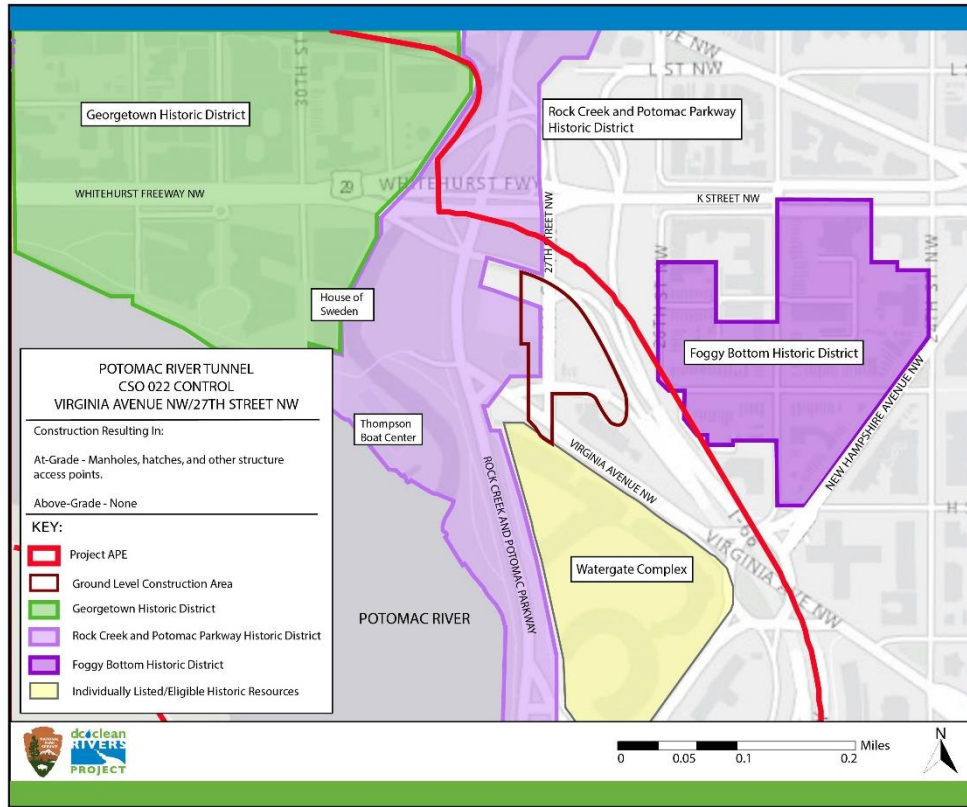 L ST NW
30TH ST
Georgetown Historic District
Rock Creek and Potomac Parkway
Historic District
29
WHITEHURST FWY
WHITEHURST FREEWAY NW
K STREET NW
27TH STREET NW
24TH ST NW
House of
Sweden
Foggy Bottom Historic District
POTOMAC RIVER TUNNEL
CSO 022 CONTROL
VIRGINIA AVENUE NW/27TH STREET NW
Construction Resulting In:
At-Grade - Manholes, hatches, and other structure
access points.
Above-Grade - None
Thompson
Boat Center
VIRGINIA AVENUE NW
NEW HAMPSHIRE AVENUE NW
ROCK CREEK AND POTOMAC PARKWAY
I-66
VIRGINIA AVE NW
H S
Watergate Complex
POTOMAC RIVER
KEY:
Project APE
Ground Level Construction Area
Georgetown Historic District
Rock Creek and Potomac Parkway Historic District
Foggy Bottom Historic District
Individually Listed/Eligible Historic Resources
dc clean
RIVERS
PROJECT
Miles
0 0.05 0.1 0.2
N